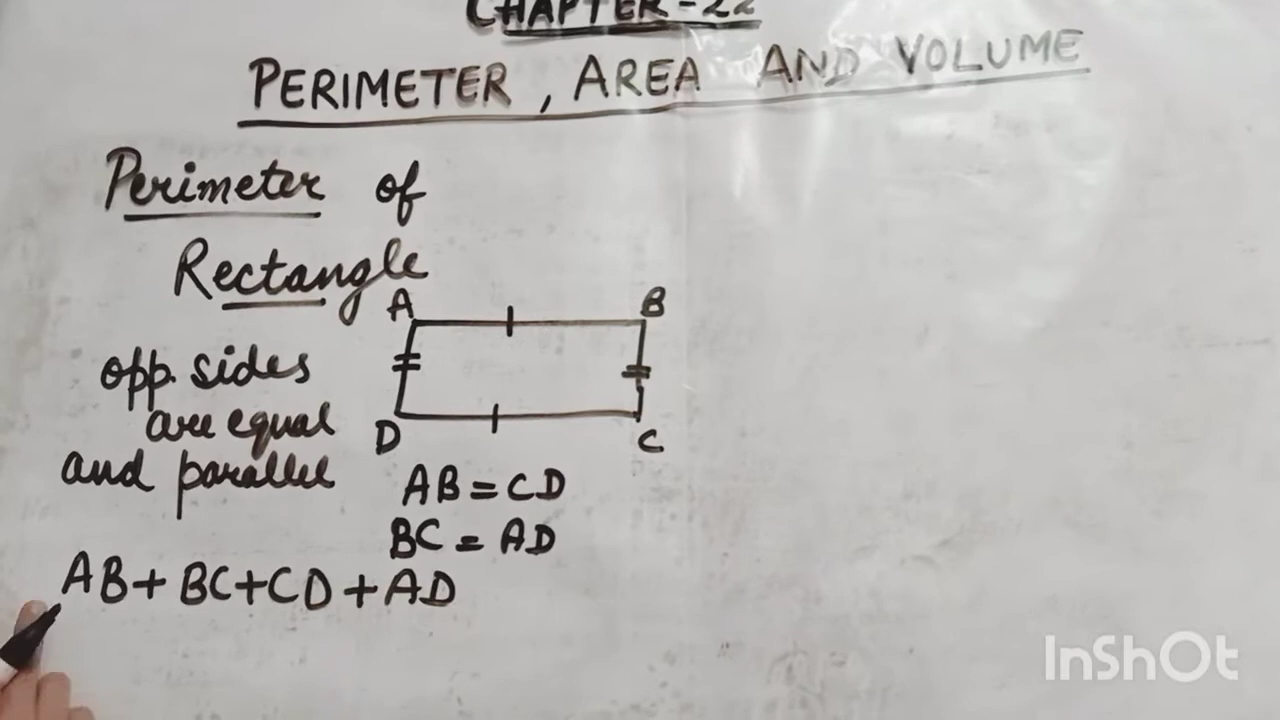 CHAPTER-22
PERIMETER, AREA AND VOLUME
Perimeter of
Rectangle
A B
opp. sides
are equal
D C
and parallel
AB = CD
BC = AD
AB + BC + CD + AD
InShOt